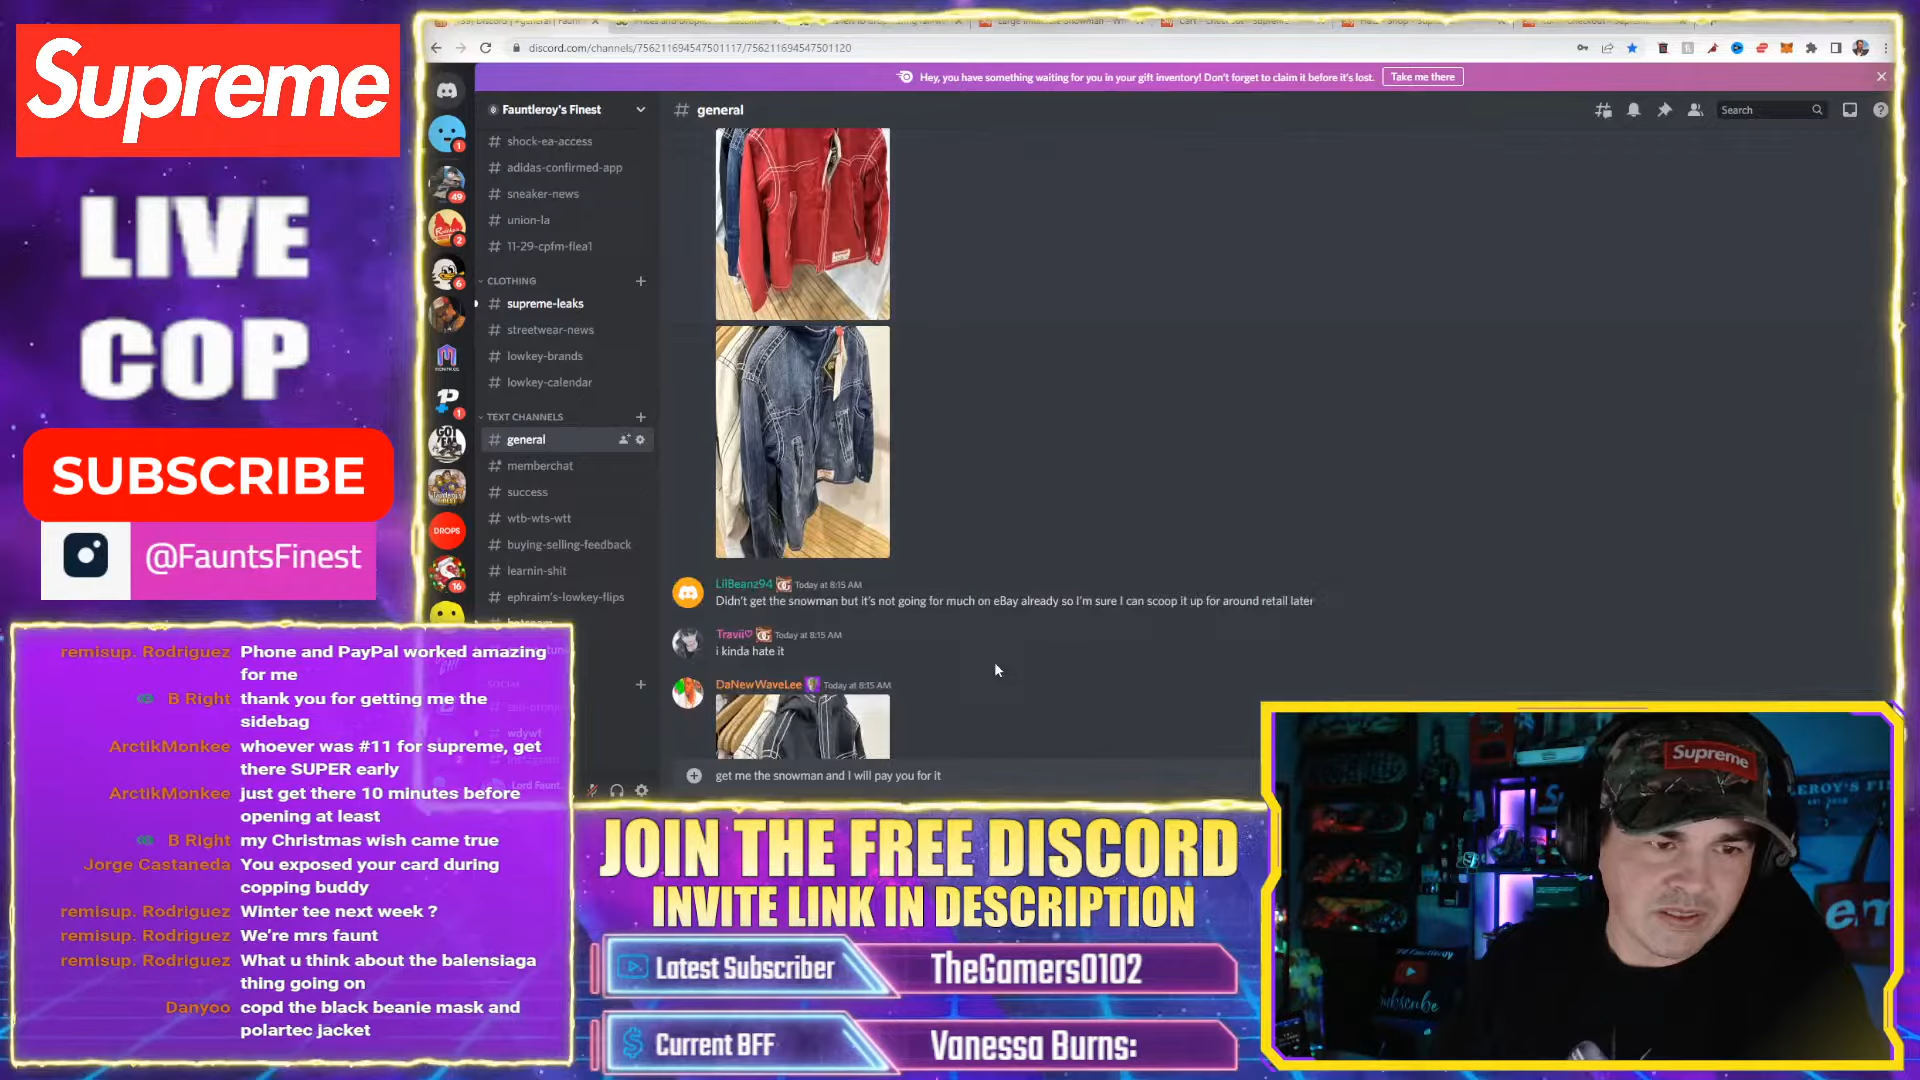 Supreme
LIVE
COP
SUBSCRIBE
@FauntsFinest
discord.com/channels/756211694547501117/756211694547501120
Hey, you have something waiting for you in your gift inventory! Don't forget to claim it before it's lost.
Take me there
Fauntleroy's Finest
# general
Search
# shock-ea-access
# adidas-confirmed-app
# sneaker-news
# union-la
# 11-29-cpfm-flea1
CLOTHING
# supreme-leaks
# streetwear-news
# lowkey-brands
# lowkey-calendar
TEXT CHANNELS
# general
# memberchat
# success
# wtb-wts-wtt
# buying-selling-feedback
# learnin-shit
# ephraim's-lowkey-flips
1
49
2
6
1
DROPS
16
LilBeanz94 Today at 8:15 AM
Didn't get the snowman but it's not going for much on eBay already so I'm sure I can scoop it up for around retail later
Travii♡ Today at 8:15 AM
i kinda hate it
DaNewWaveLee Today at 8:15 AM
get me the snowman and I will pay you for it
SOCIAL
wdywt
Lord Faunt
remisup. Rodriguez Phone and PayPal worked amazing
for me
B Right thank you for getting me the
sidebag
ArctikMonkee whoever was #11 for supreme, get
there SUPER early
ArctikMonkee just get there 10 minutes before
opening at least
B Right my Christmas wish came true
Jorge Castaneda You exposed your card during
copping buddy
remisup. Rodriguez Winter tee next week ?
remisup. Rodriguez We're mrs faunt
remisup. Rodriguez What u think about the balensiaga
thing going on
Danyoo copd the black beanie mask and
polartec jacket
JOIN THE FREE DISCORD
INVITE LINK IN DESCRIPTION
Latest Subscriber TheGamers0102
Current BFF Vanessa Burns:
Supreme
Subscribe